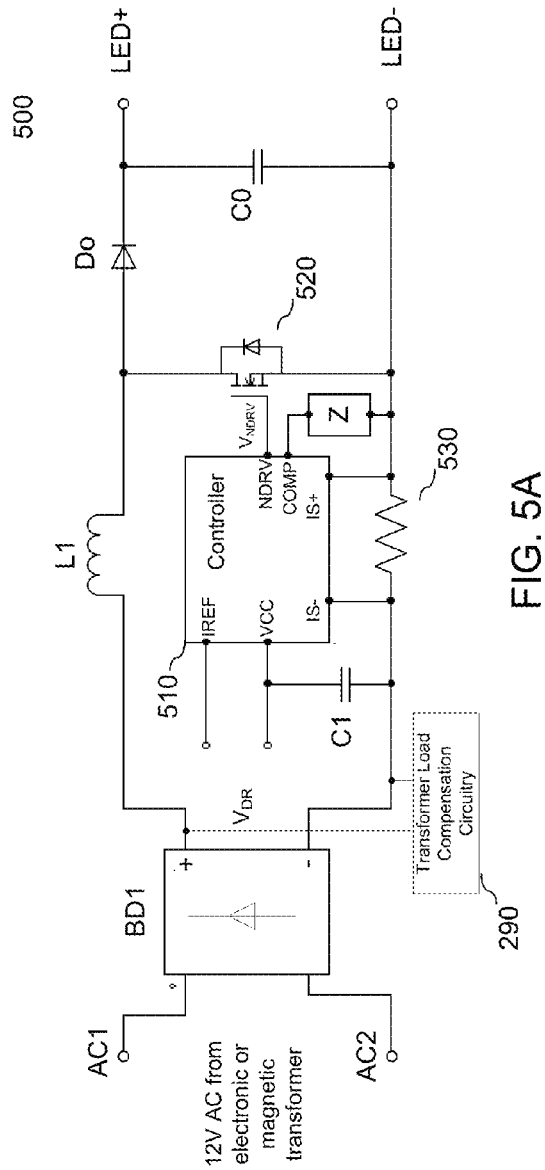 500
AC1
AC2
12V AC from
electronic or
magnetic
transformer
BD1
+
-
V_DR
290
Transformer Load
Compensation
Circuitry
L1
510
Controller
IREF
VCC
IS-
IS+
NDRV
COMP
V_NDRV
C1
Z
530
520
Do
C0
LED+
LED-
FIG. 5A